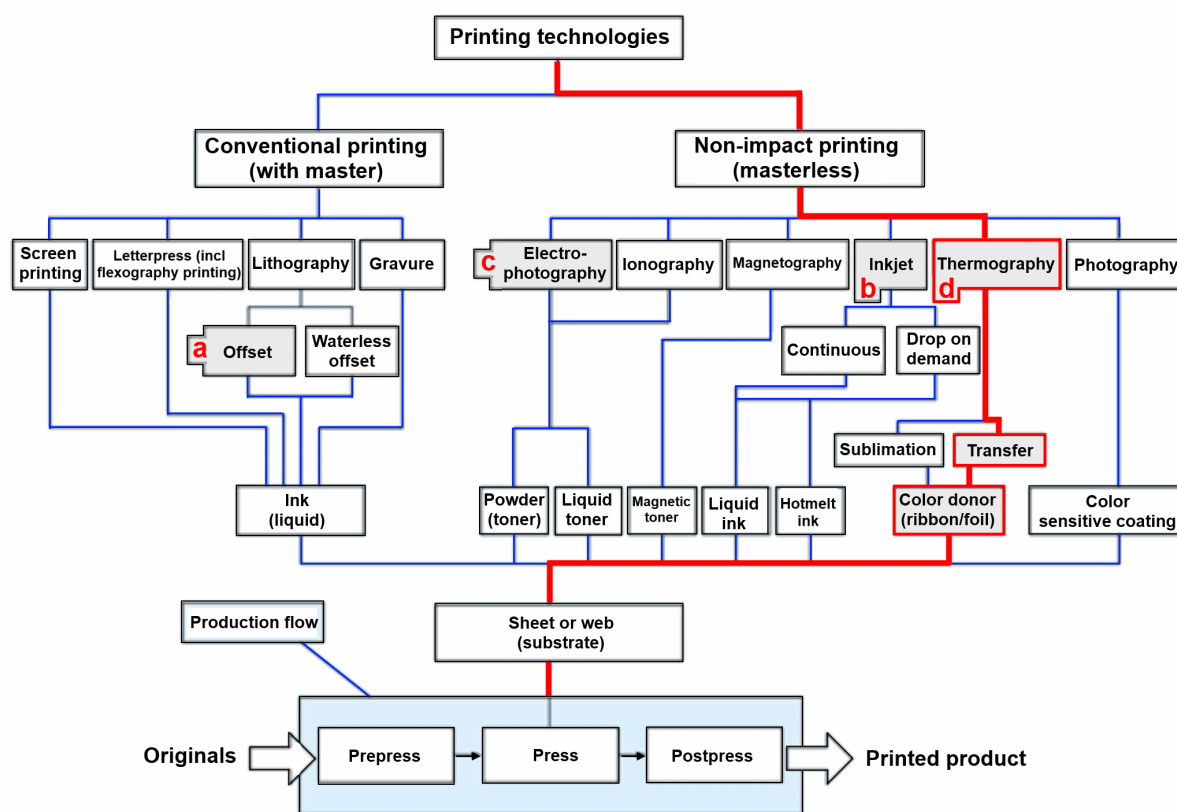 Printing technologies
Conventional printing
(with master)
Non-impact printing
(masterless)
Screen
printing
Letterpress (incl
flexography printing)
Lithography
Gravure
c
Electro-
photography
Ionography
Magnetography
Inkjet
b
Thermography
d
Photography
a
Offset
Waterless
offset
Continuous
Drop on
demand
Sublimation
Transfer
Ink
(liquid)
Powder
(toner)
Liquid
toner
Magnetic
toner
Liquid
ink
Hotmelt
ink
Color donor
(ribbon/foil)
Color
sensitive coating
Production flow
Sheet or web
(substrate)
Originals
Prepress
Press
Postpress
Printed product